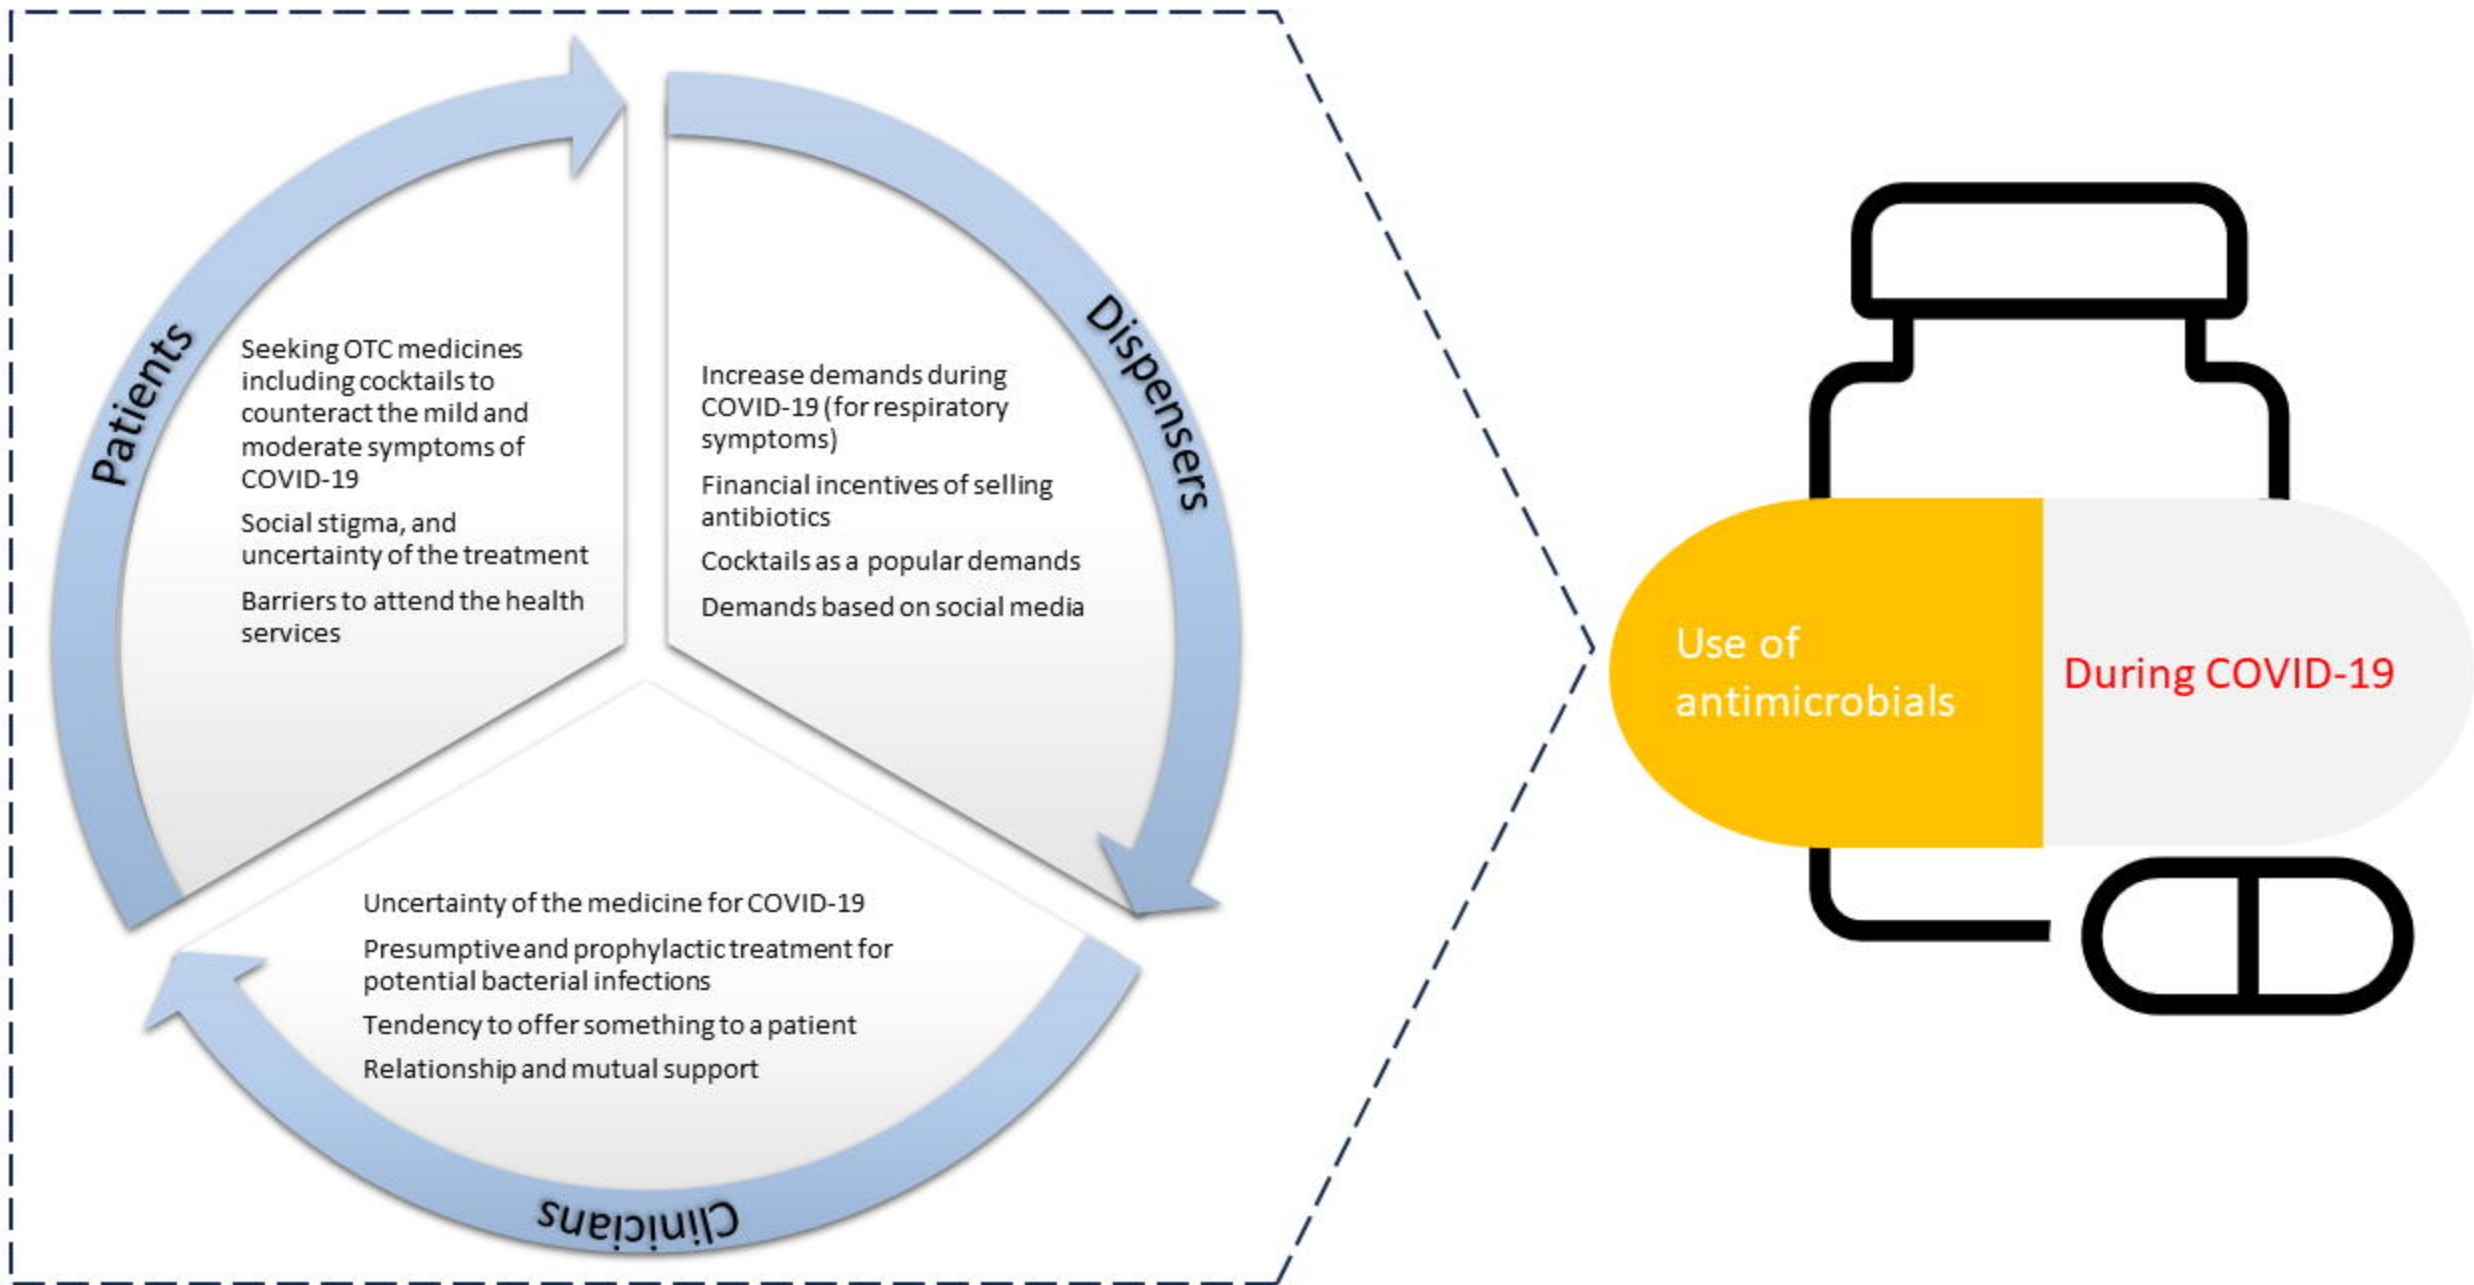 Patients
Seeking OTC medicines
including cocktails to
counteract the mild and
moderate symptoms of
COVID-19
Social stigma, and
uncertainty of the treatment
Barriers to attend the health
services
Dispensers
Increase demands during
COVID-19 (for respiratory
symptoms)
Financial incentives of selling
antibiotics
Cocktails as a popular demands
Demands based on social media
Uncertainty of the medicine for COVID-19
Presumptive and prophylactic treatment for
potential bacterial infections
Tendency to offer something to a patient
Relationship and mutual support
Clinicians
Use of
antimicrobials
During COVID-19